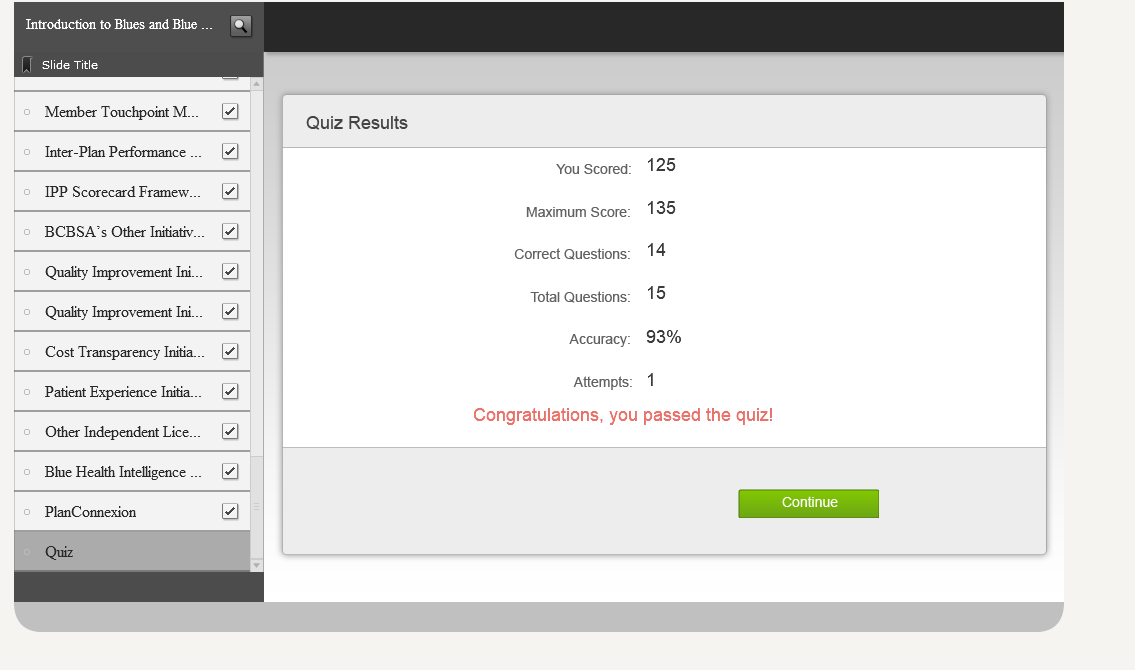 Introduction to Blues and Blue ...
Slide Title
Member Touchpoint M...
Inter-Plan Performance ...
IPP Scorecard Framew...
BCBSA's Other Initiativ...
Quality Improvement Ini...
Quality Improvement Ini...
Cost Transparency Initia...
Patient Experience Initia...
Other Independent Lice...
Blue Health Intelligence ...
PlanConnexion
Quiz
Quiz Results
You Scored: 125
Maximum Score: 135
Correct Questions: 14
Total Questions: 15
Accuracy: 93%
Attempts: 1
Congratulations, you passed the quiz!
Continue